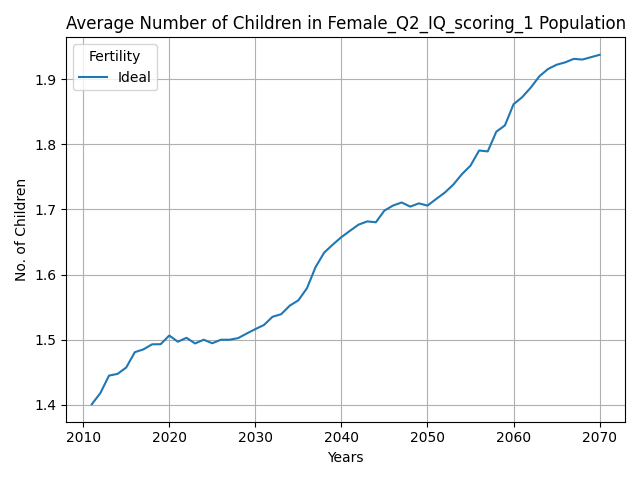 Average Number of Children in Female_Q2_IQ_scoring_1 Population
Fertility
Ideal
No. of Children
1.9
1.8
1.7
1.6
1.5
1.4
2010 2020 2030 2040 2050 2060 2070
Years